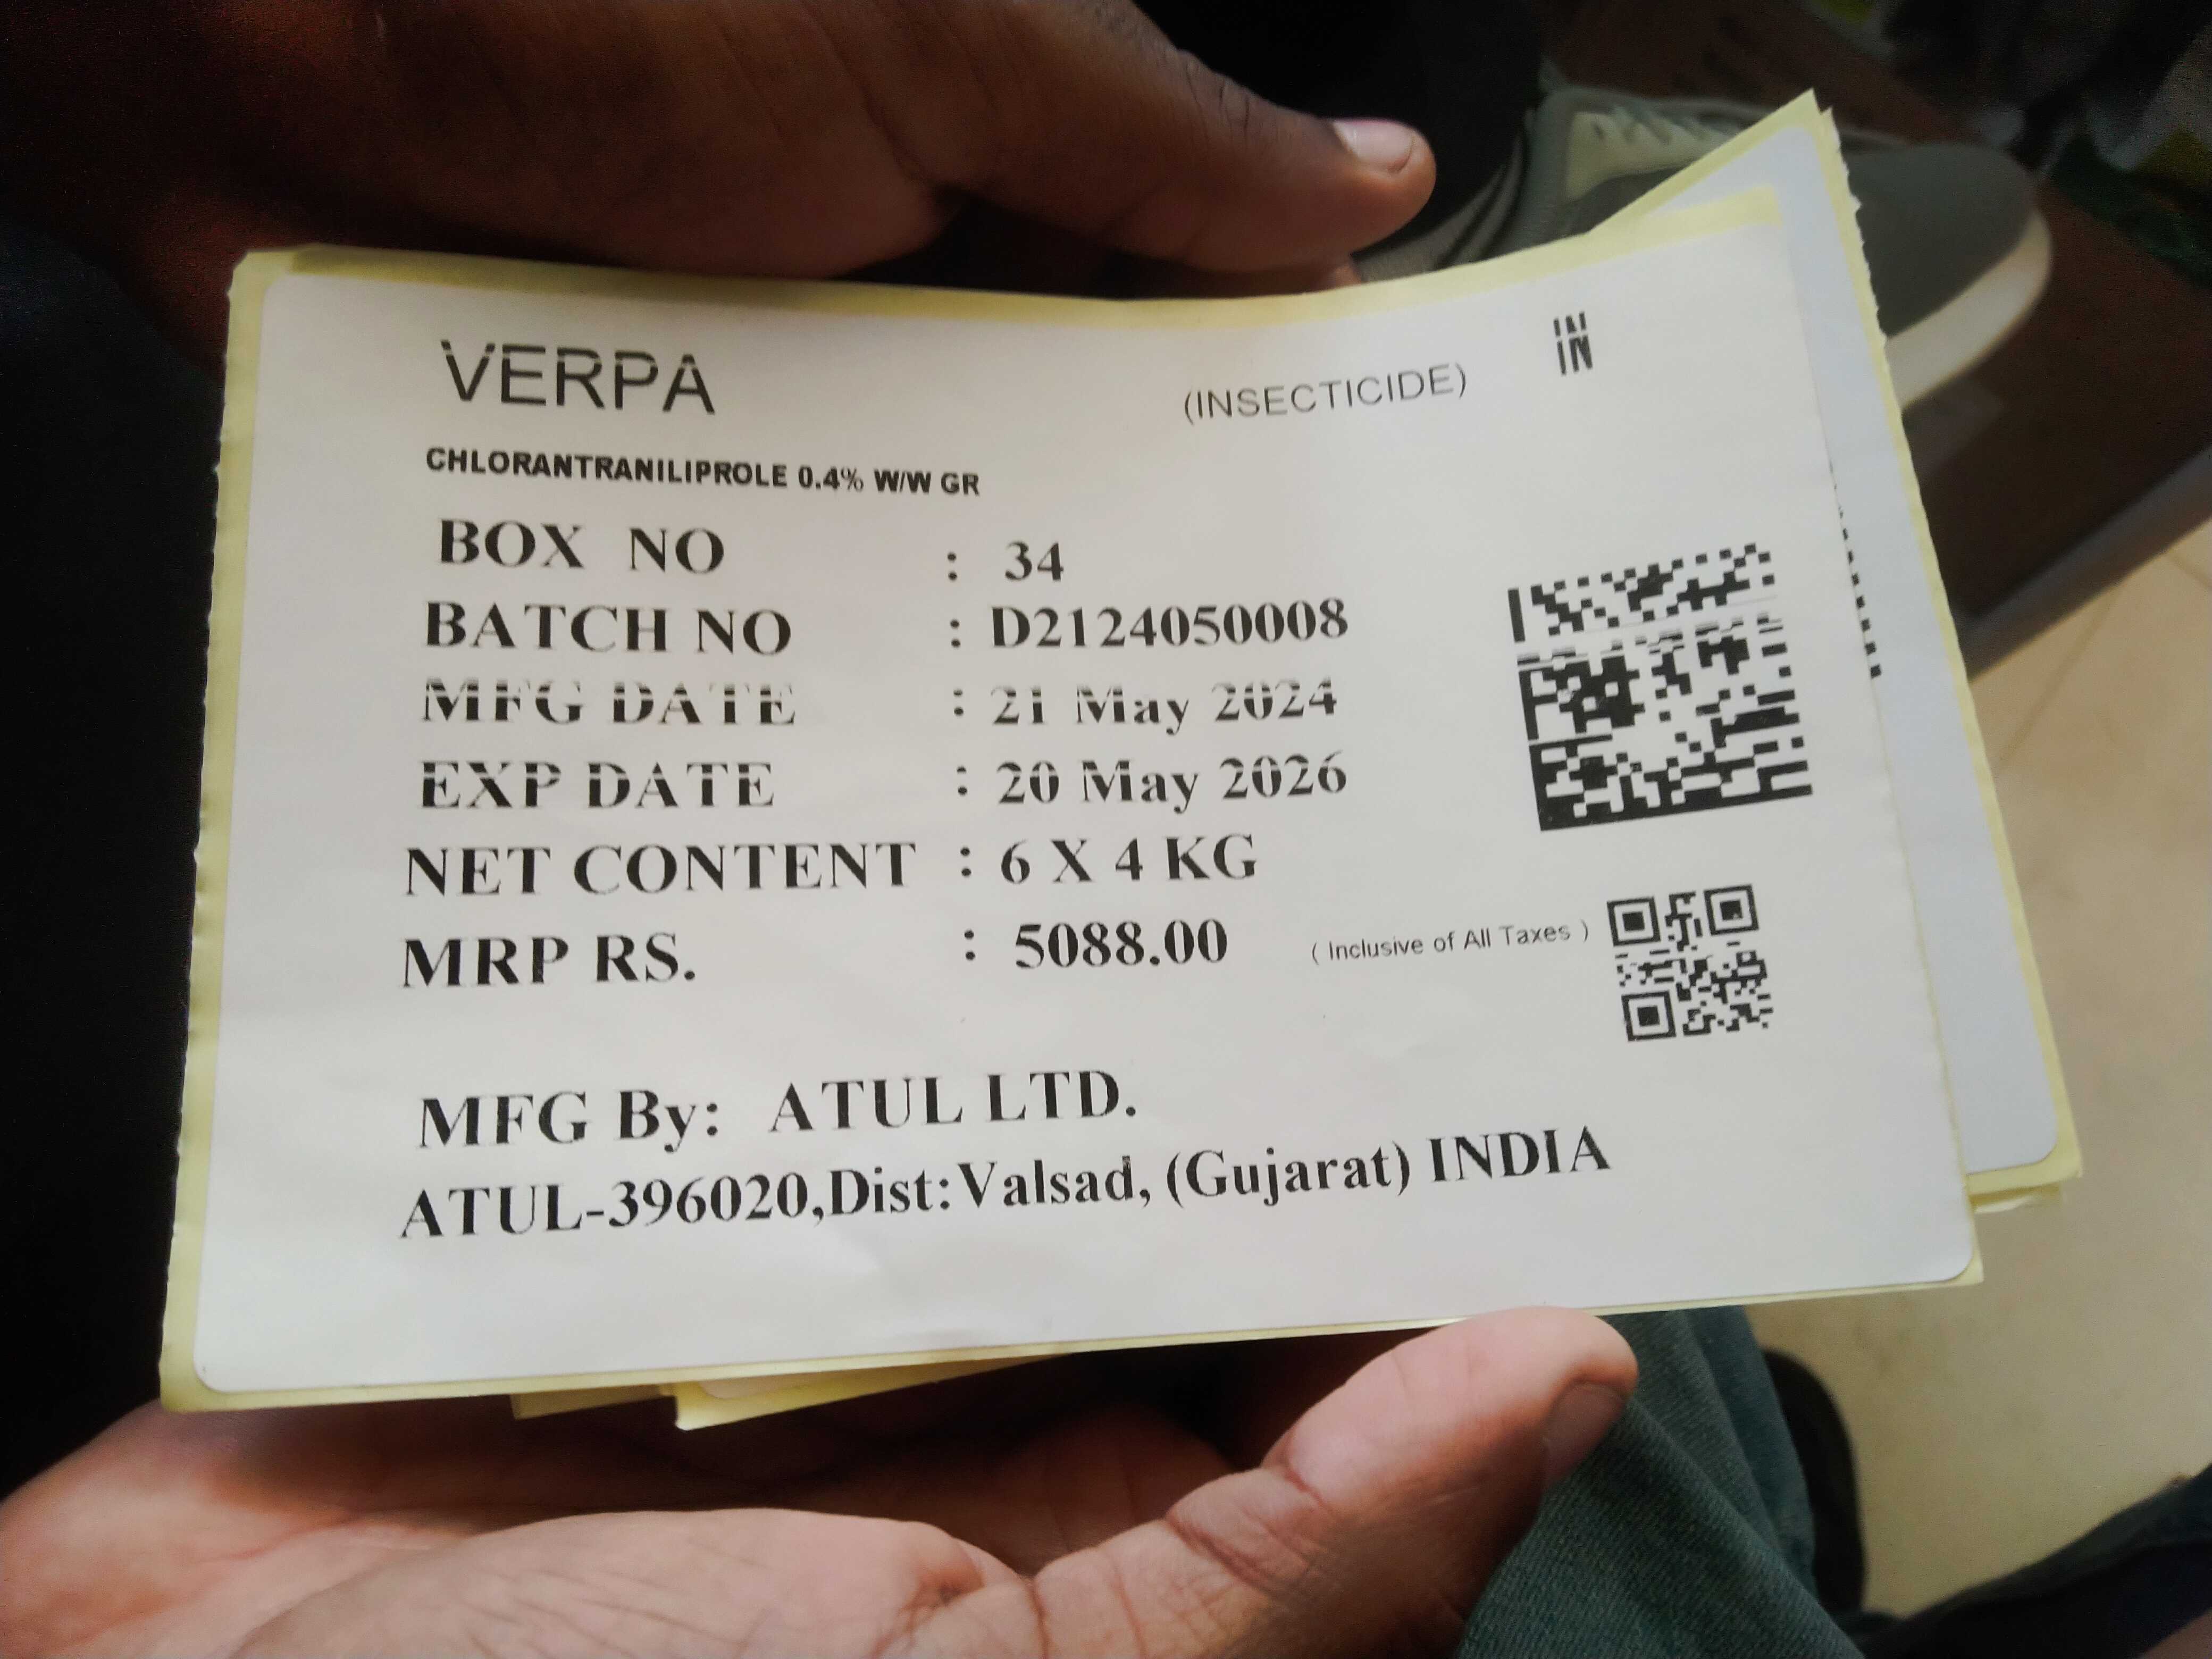 VERPA (INSECTICIDE) IN
CHLORANTRANILIPROLE 0.4% W/W GR
BOX NO : 34
BATCH NO : D2124050008
MFG DATE : 21 May 2024
EXP DATE : 20 May 2026
NET CONTENT : 6 X 4 KG
MRP RS. : 5088.00 ( Inclusive of All Taxes )
MFG By: ATUL LTD.
ATUL-396020,Dist:Valsad, (Gujarat) INDIA